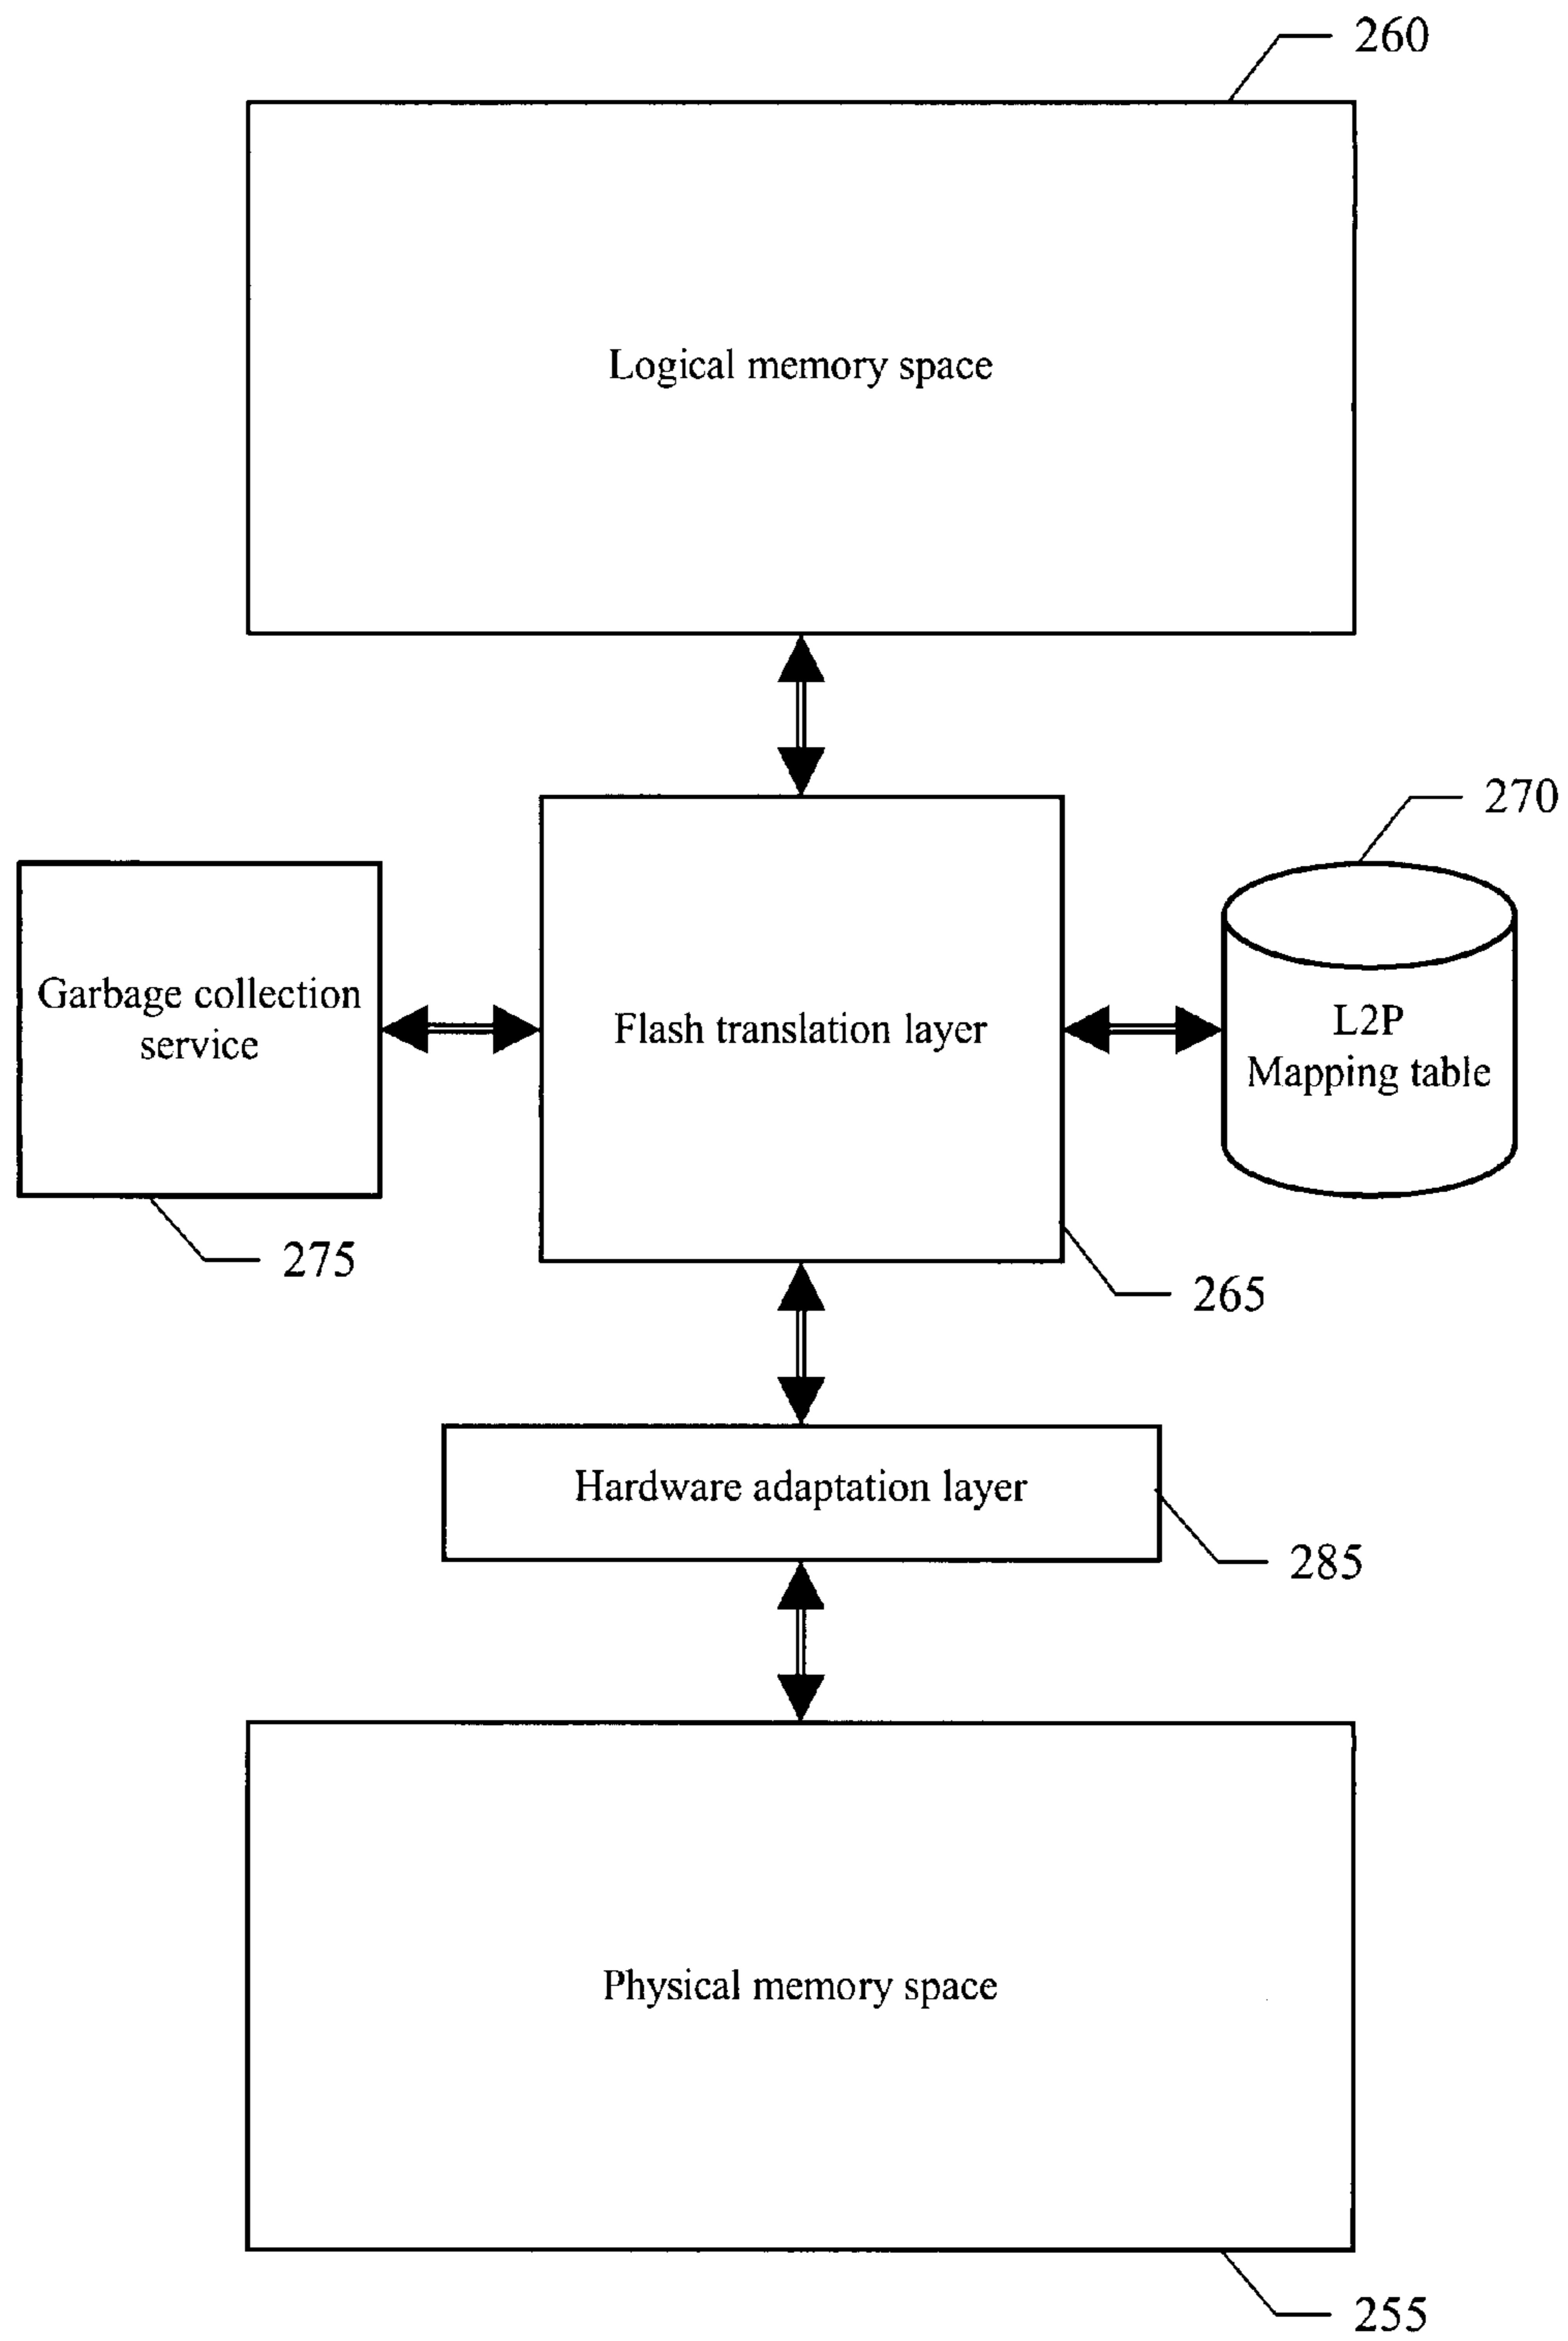 260
Logical memory space
270
Garbage collection
service
Flash translation layer
L2P
Mapping table
275
265
Hardware adaptation layer
285
Physical memory space
255